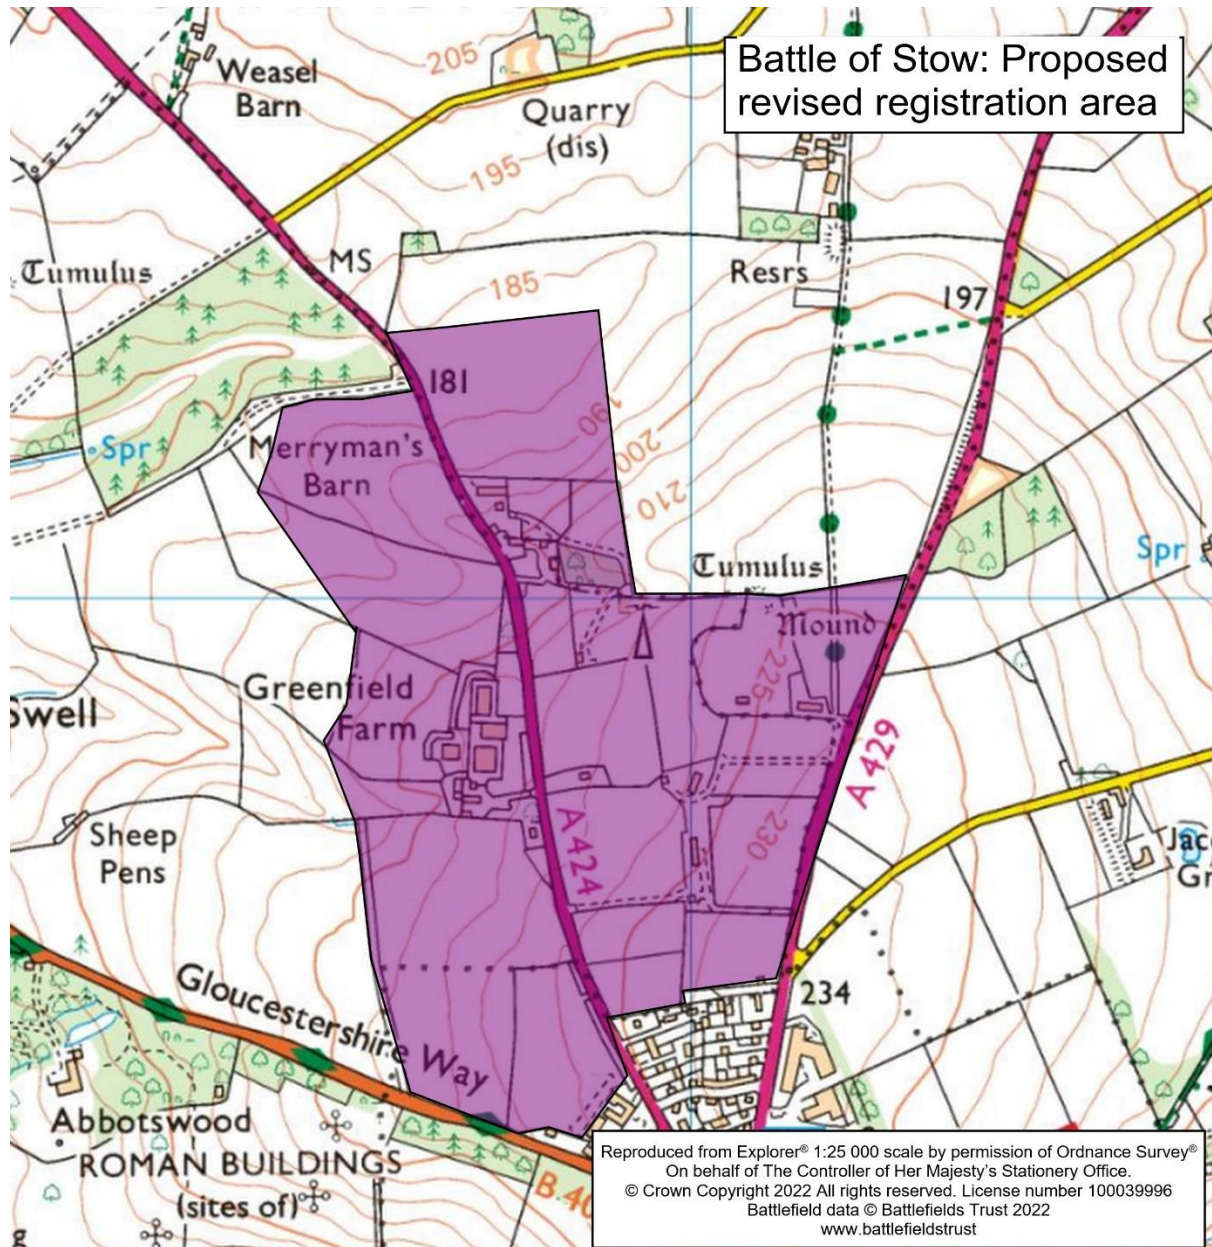 Battle of Stow: Proposed
revised registration area
205
Weasel
Barn
Quarry
(dis)
195
Tumulus
MS
185
Resrs
197
181
190
Merryman's
Barn
Spr
200
210
Spr
Tumulus
Mound
225
Greenfield
Farm
Swell
A 429
Sheep
Pens
A 424
230
Jac
Gr
234
Gloucestershire Way
Abbotswood
ROMAN BUILDINGS
(sites of)
B.40
g
Reproduced from Explorer® 1:25 000 scale by permission of Ordnance Survey®
On behalf of The Controller of Her Majesty's Stationery Office.
© Crown Copyright 2022 All rights reserved. License number 100039996
Battlefield data © Battlefields Trust 2022
www.battlefieldstrust